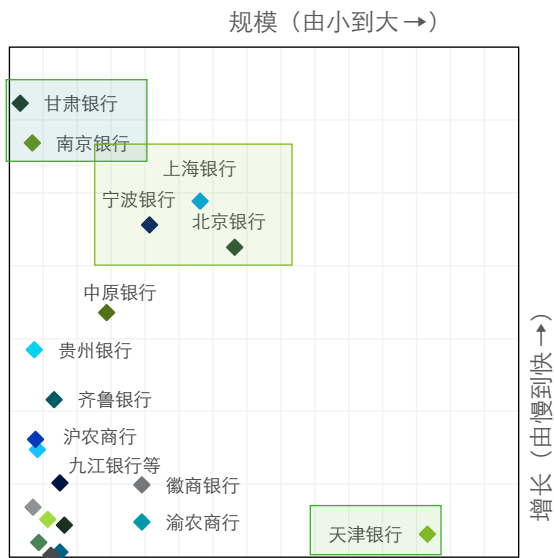 规模（由小到大→）
甘肃银行
南京银行
上海银行
宁波银行
北京银行
中原银行
贵州银行
齐鲁银行
沪农商行
九江银行等
徽商银行
渝农商行
天津银行
增长（由慢到快→）